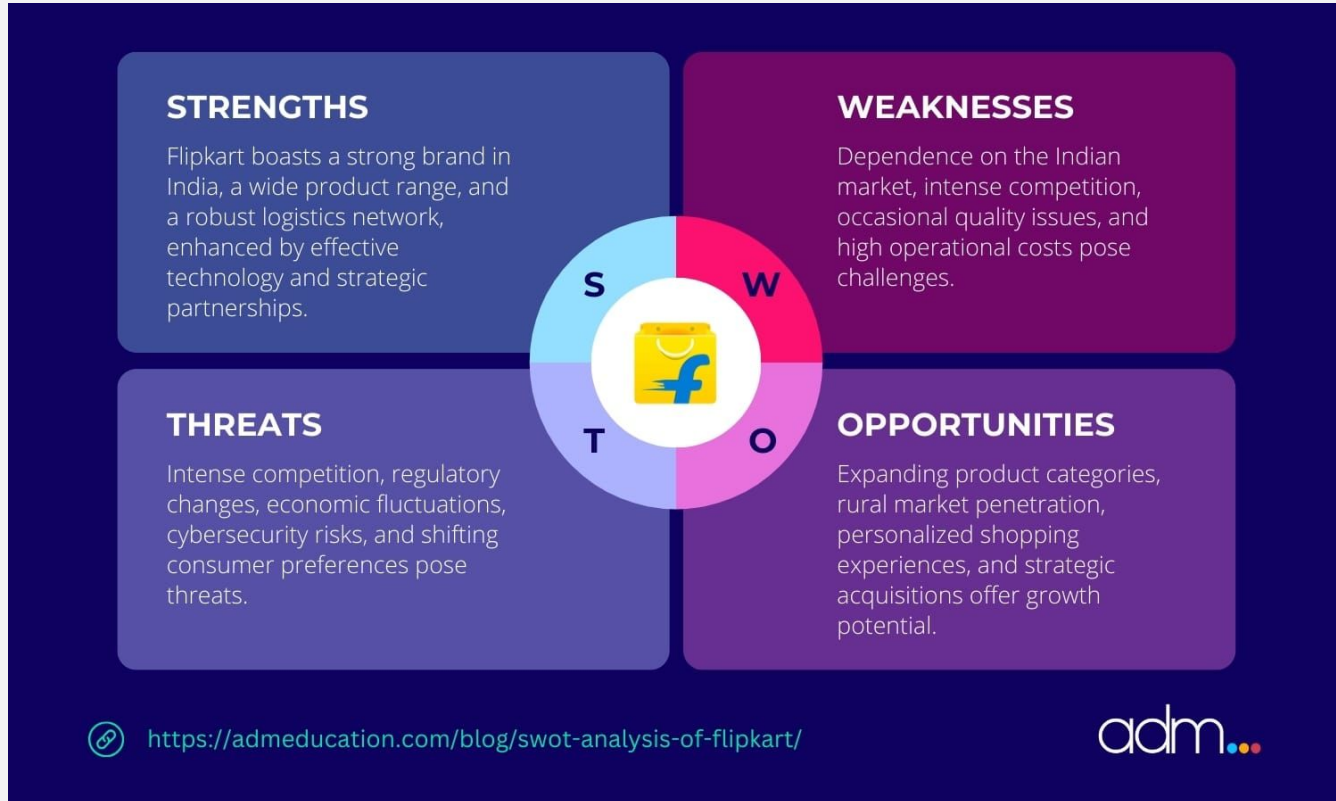 STRENGTHS
Flipkart boasts a strong brand in
India, a wide product range, and
a robust logistics network,
enhanced by effective
technology and strategic
partnerships.
WEAKNESSES
Dependence on the Indian
market, intense competition,
occasional quality issues, and
high operational costs pose
challenges.
S
W
T
O
f
THREATS
Intense competition, regulatory
changes, economic fluctuations,
cybersecurity risks, and shifting
consumer preferences pose
threats.
OPPORTUNITIES
Expanding product categories,
rural market penetration,
personalized shopping
experiences, and strategic
acquisitions offer growth
potential.
https://admeducation.com/blog/swot-analysis-of-flipkart/
adm...